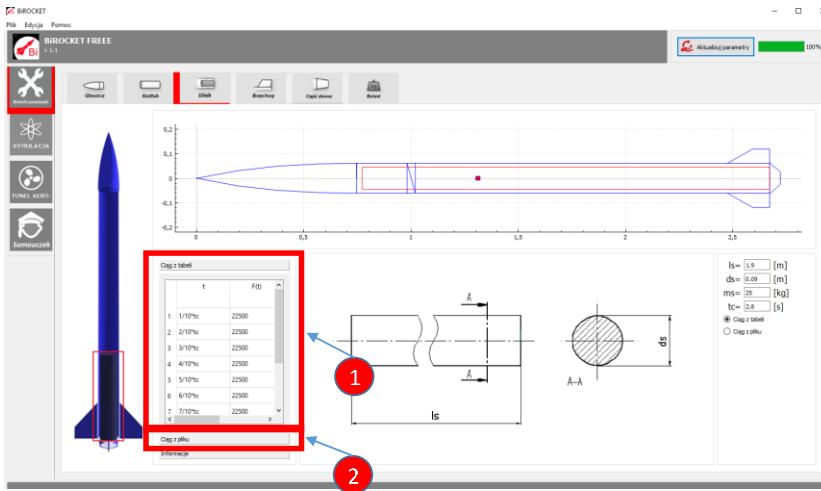 BiROCKET
Plik Edycja Pomoc
BiROCKET FREEE
v 1.1
Bi
Aktualizuj parametry
100%
Konstruowanie
Głowica
Kadłub
Silnik
Brzechwy
Część denna
Balast
SYMULACJA
TUNEL AERO.
Samouczek
0,2
0,1
0
-0,1
-0,2
0 0,5 1 1,5 2 2,5
Ciąg z tabeli
t F(t)
1 1/10*tc 22500
2 2/10*tc 22500
3 3/10*tc 22500
4 4/10*tc 22500
5 5/10*tc 22500
6 6/10*tc 22500
7 7/10*tc 22500
Ciąg z pliku
Informacje
A
A
ls
A-A
ds
ls= 1.9 [m]
ds= 0.09 [m]
ms= 25 [kg]
tc= 2.8 [s]
Ciąg z tabeli
Ciąg z pliku
1
2